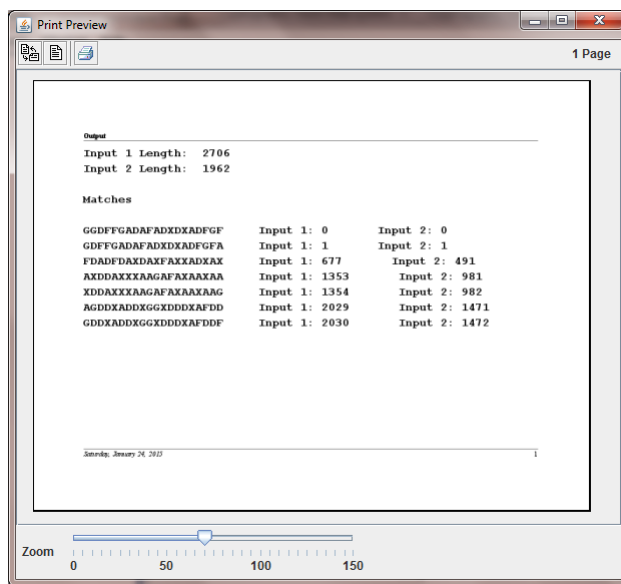 Print Preview
1 Page
Output
Input 1 Length: 2706
Input 2 Length: 1962
Matches
GGDFFGADAFADXDXADFGF Input 1: 0 Input 2: 0
GDFFGADAFADXDXADFGFA Input 1: 1 Input 2: 1
FDADFDAXDAXFAXXADXAX Input 1: 677 Input 2: 491
AXDDAXXXAAGAFAXAAXAA Input 1: 1353 Input 2: 981
XDDAXXXAAGAFAXAAXAAG Input 1: 1354 Input 2: 982
AGDDXADDXGGXDDDXAFDD Input 1: 2029 Input 2: 1471
GDDXADDXGGXDDDXAFDDF Input 1: 2030 Input 2: 1472
Saturday, January 24, 2015 1
Zoom
0 50 100 150